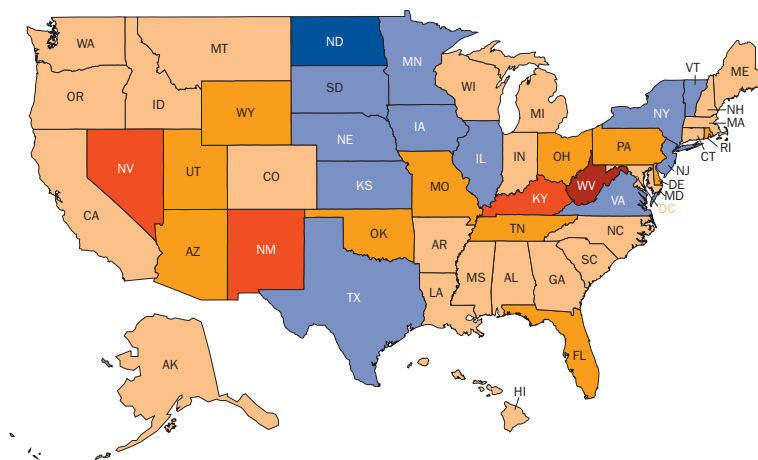 WA
MT
ND
MN
VT
ME
OR
ID
SD
WI
MI
NY
NH
MA
WY
IA
PA
RI
CT
NV
UT
NE
IL
IN
OH
NJ
CO
KS
MO
WV
DE
MD
KY
VA
DC
CA
TN
NC
AZ
NM
OK
AR
SC
MS
AL
GA
TX
LA
FL
AK
HI